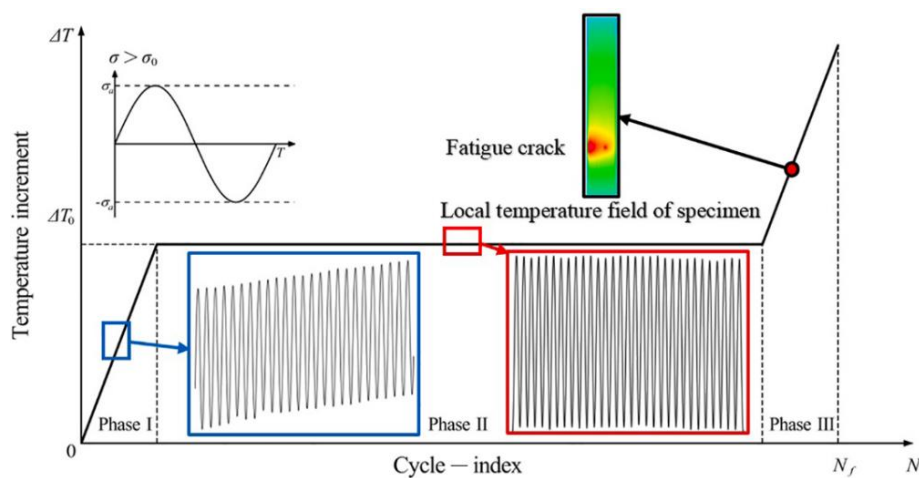 ΔT
σ > σ₀
σₐ
T
-σₐ
Fatigue crack
ΔT₀
Local temperature field of specimen
Temperature increment
Phase I
Phase II
Phase III
0
Cycle — index
N_f
N